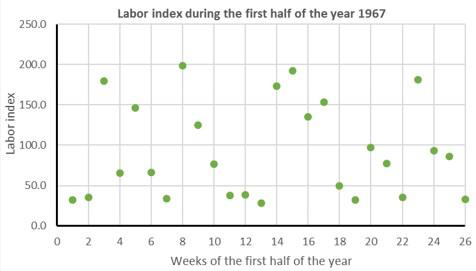 Labor index during the first half of the year 1967
250.0
200.0
150.0
100.0
50.0
0.0
Labor index
0 2 4 6 8 10 12 14 16 18 20 22 24 26
Weeks of the first half of the year